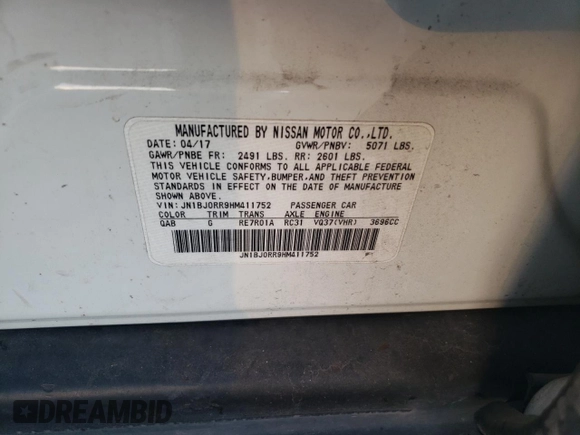 MANUFACTURED BY NISSAN MOTOR CO.,LTD.
DATE: 04/17 GVWR/PNBV: 5071 LBS.
GAWR/PNBE FR: 2491 LBS. RR: 2601 LBS.
THIS VEHICLE CONFORMS TO ALL APPLICABLE FEDERAL
MOTOR VEHICLE SAFETY,BUMPER,AND THEFT PREVENTION
STANDARDS IN EFFECT ON THE DATE OF MANUFACTURE
SHOWN ABOVE.
VIN: JN1BJ0RR9HM411752 PASSENGER CAR
COLOR TRIM TRANS AXLE ENGINE
QAB G RE7R01A RC31 VQ37(VHR) 3696CC
JN1BJ0RR9HM411752
DREAMBID